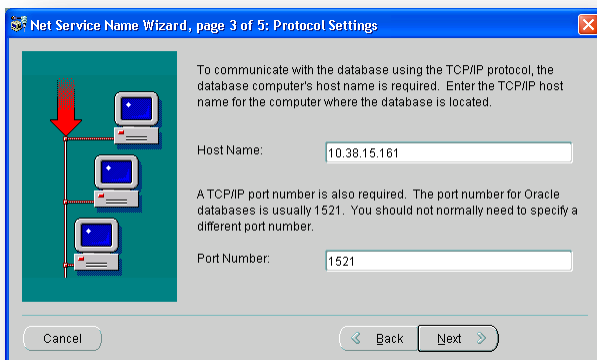 Net Service Name Wizard, page 3 of 5: Protocol Settings
To communicate with the database using the TCP/IP protocol, the
database computer's host name is required. Enter the TCP/IP host
name for the computer where the database is located.
Host Name:
10.38.15.161
A TCP/IP port number is also required. The port number for Oracle
databases is usually 1521. You should not normally need to specify a
different port number.
Port Number:
1521
Cancel
Back
Next